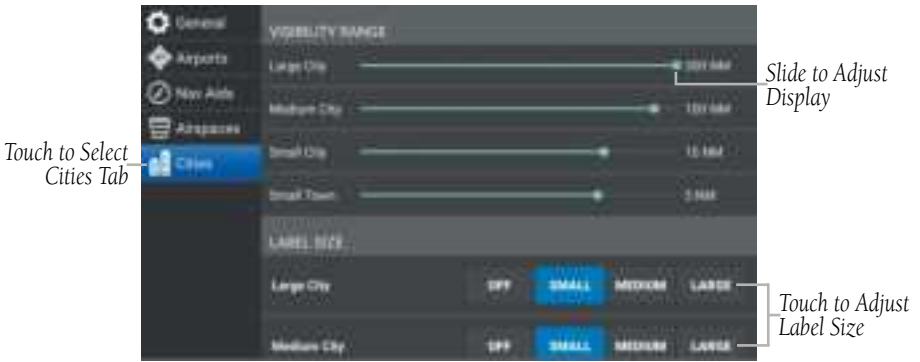 General
Airports
Nav Aids
Airspaces
Cities
Touch to Select
Cities Tab
VISIBILITY RANGE
Large City
Medium City 100 NM
Small City
Small Town
Slide to Adjust
Display
LABEL SIZE
Large City OFF SMALL MEDIUM LARGE
Medium City OFF SMALL MEDIUM LARGE
Touch to Adjust
Label Size